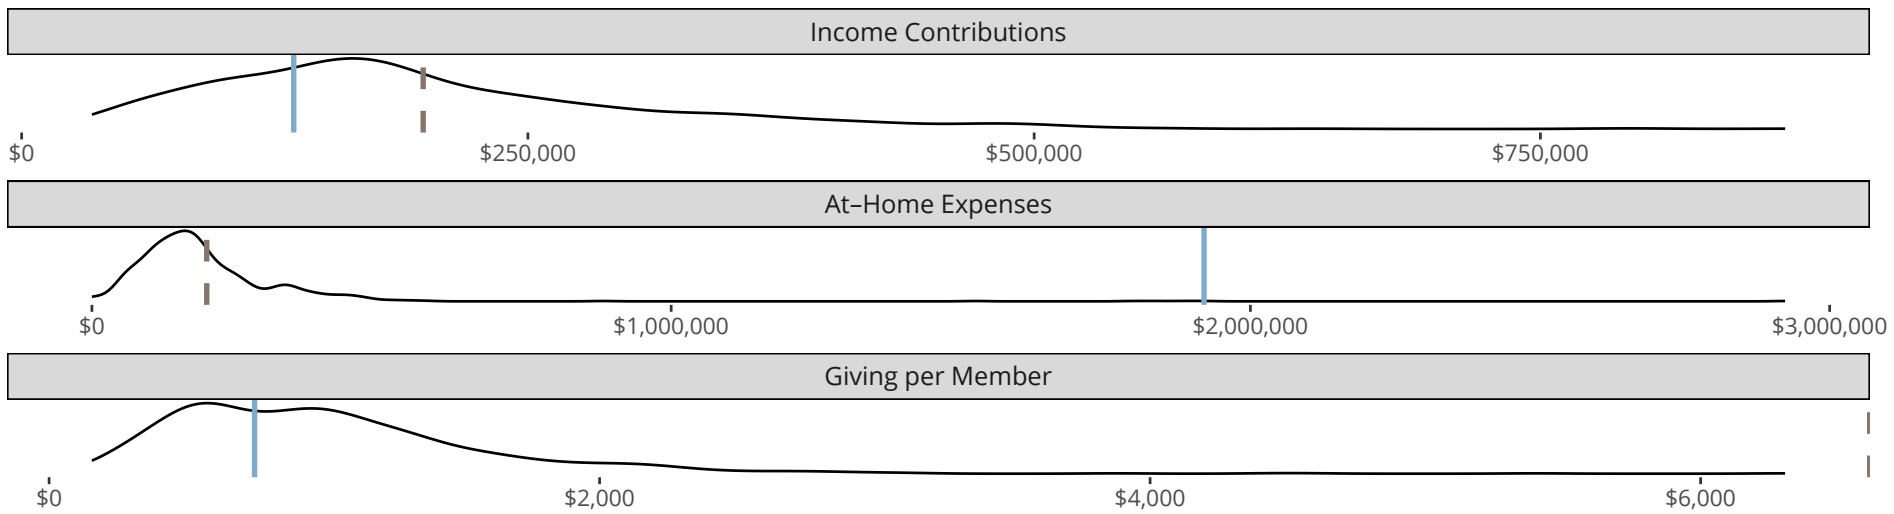 Income Contributions
$0 $250,000 $500,000 $750,000
At–Home Expenses
$0 $1,000,000 $2,000,000 $3,000,000
Giving per Member
$0 $2,000 $4,000 $6,000